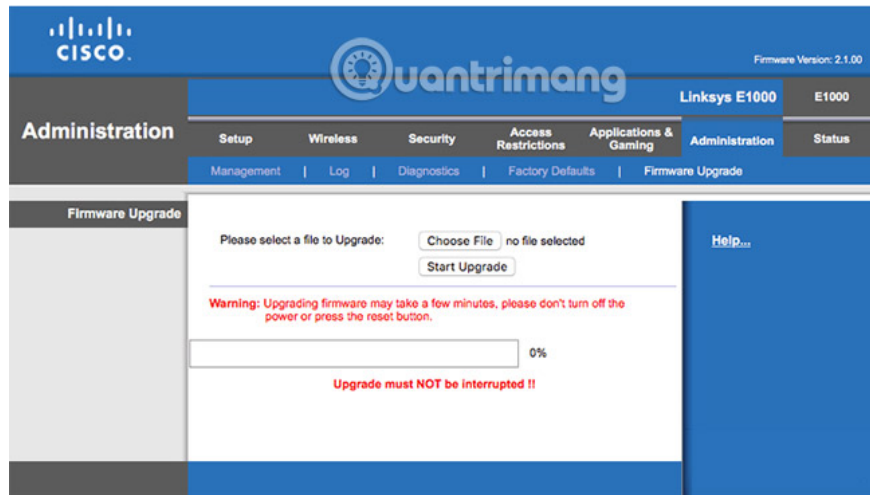 CISCO.
Quantrimang
Firmware Version: 2.1.00
Linksys E1000 E1000
Administration
Setup Wireless Security Access Restrictions Applications & Gaming Administration Status
Management | Log | Diagnostics | Factory Defaults | Firmware Upgrade
Firmware Upgrade
Please select a file to Upgrade: Choose File no file selected
Start Upgrade
Help...
Warning: Upgrading firmware may take a few minutes, please don't turn off the
power or press the reset button.
0%
Upgrade must NOT be interrupted !!